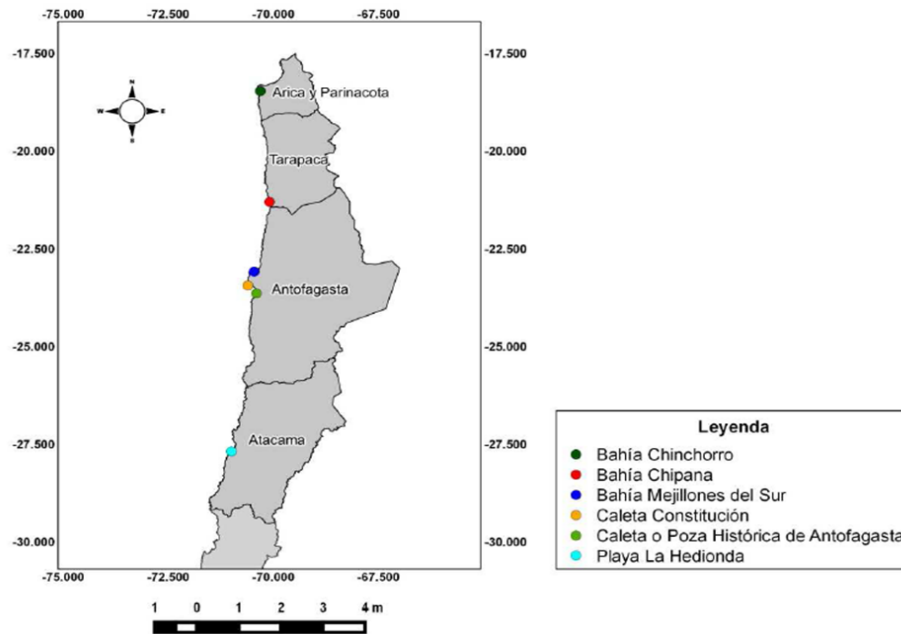 -75.000 -72.500 -70.000 -67.500
-17.500 -17.500
N
W E
S
Arica y Parinacota
-20.000 -20.000
Tarapaca
-22.500 -22.500
Antofagasta
-25.000 -25.000
Atacama
-27.500 -27.500
-30.000 -30.000
-75.000 -72.500 -70.000 -67.500
1 0 1 2 3 4 m
Leyenda
Bahía Chinchorro
Bahía Chipana
Bahía Mejillones del Sur
Caleta Constitución
Caleta o Poza Histórica de Antofagasta
Playa La Hedionda